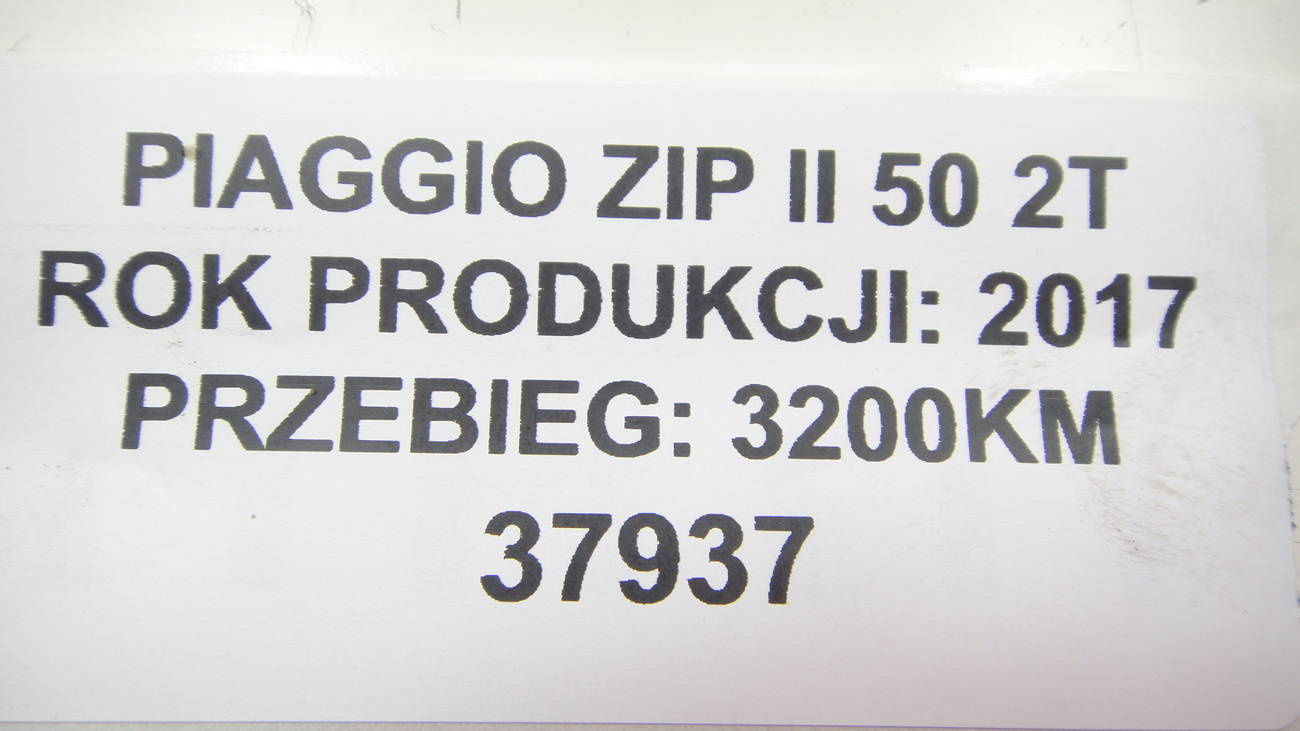 PIAGGIO ZIP II 50 2T
ROK PRODUKCJI: 2017
PRZEBIEG: 3200KM
37937